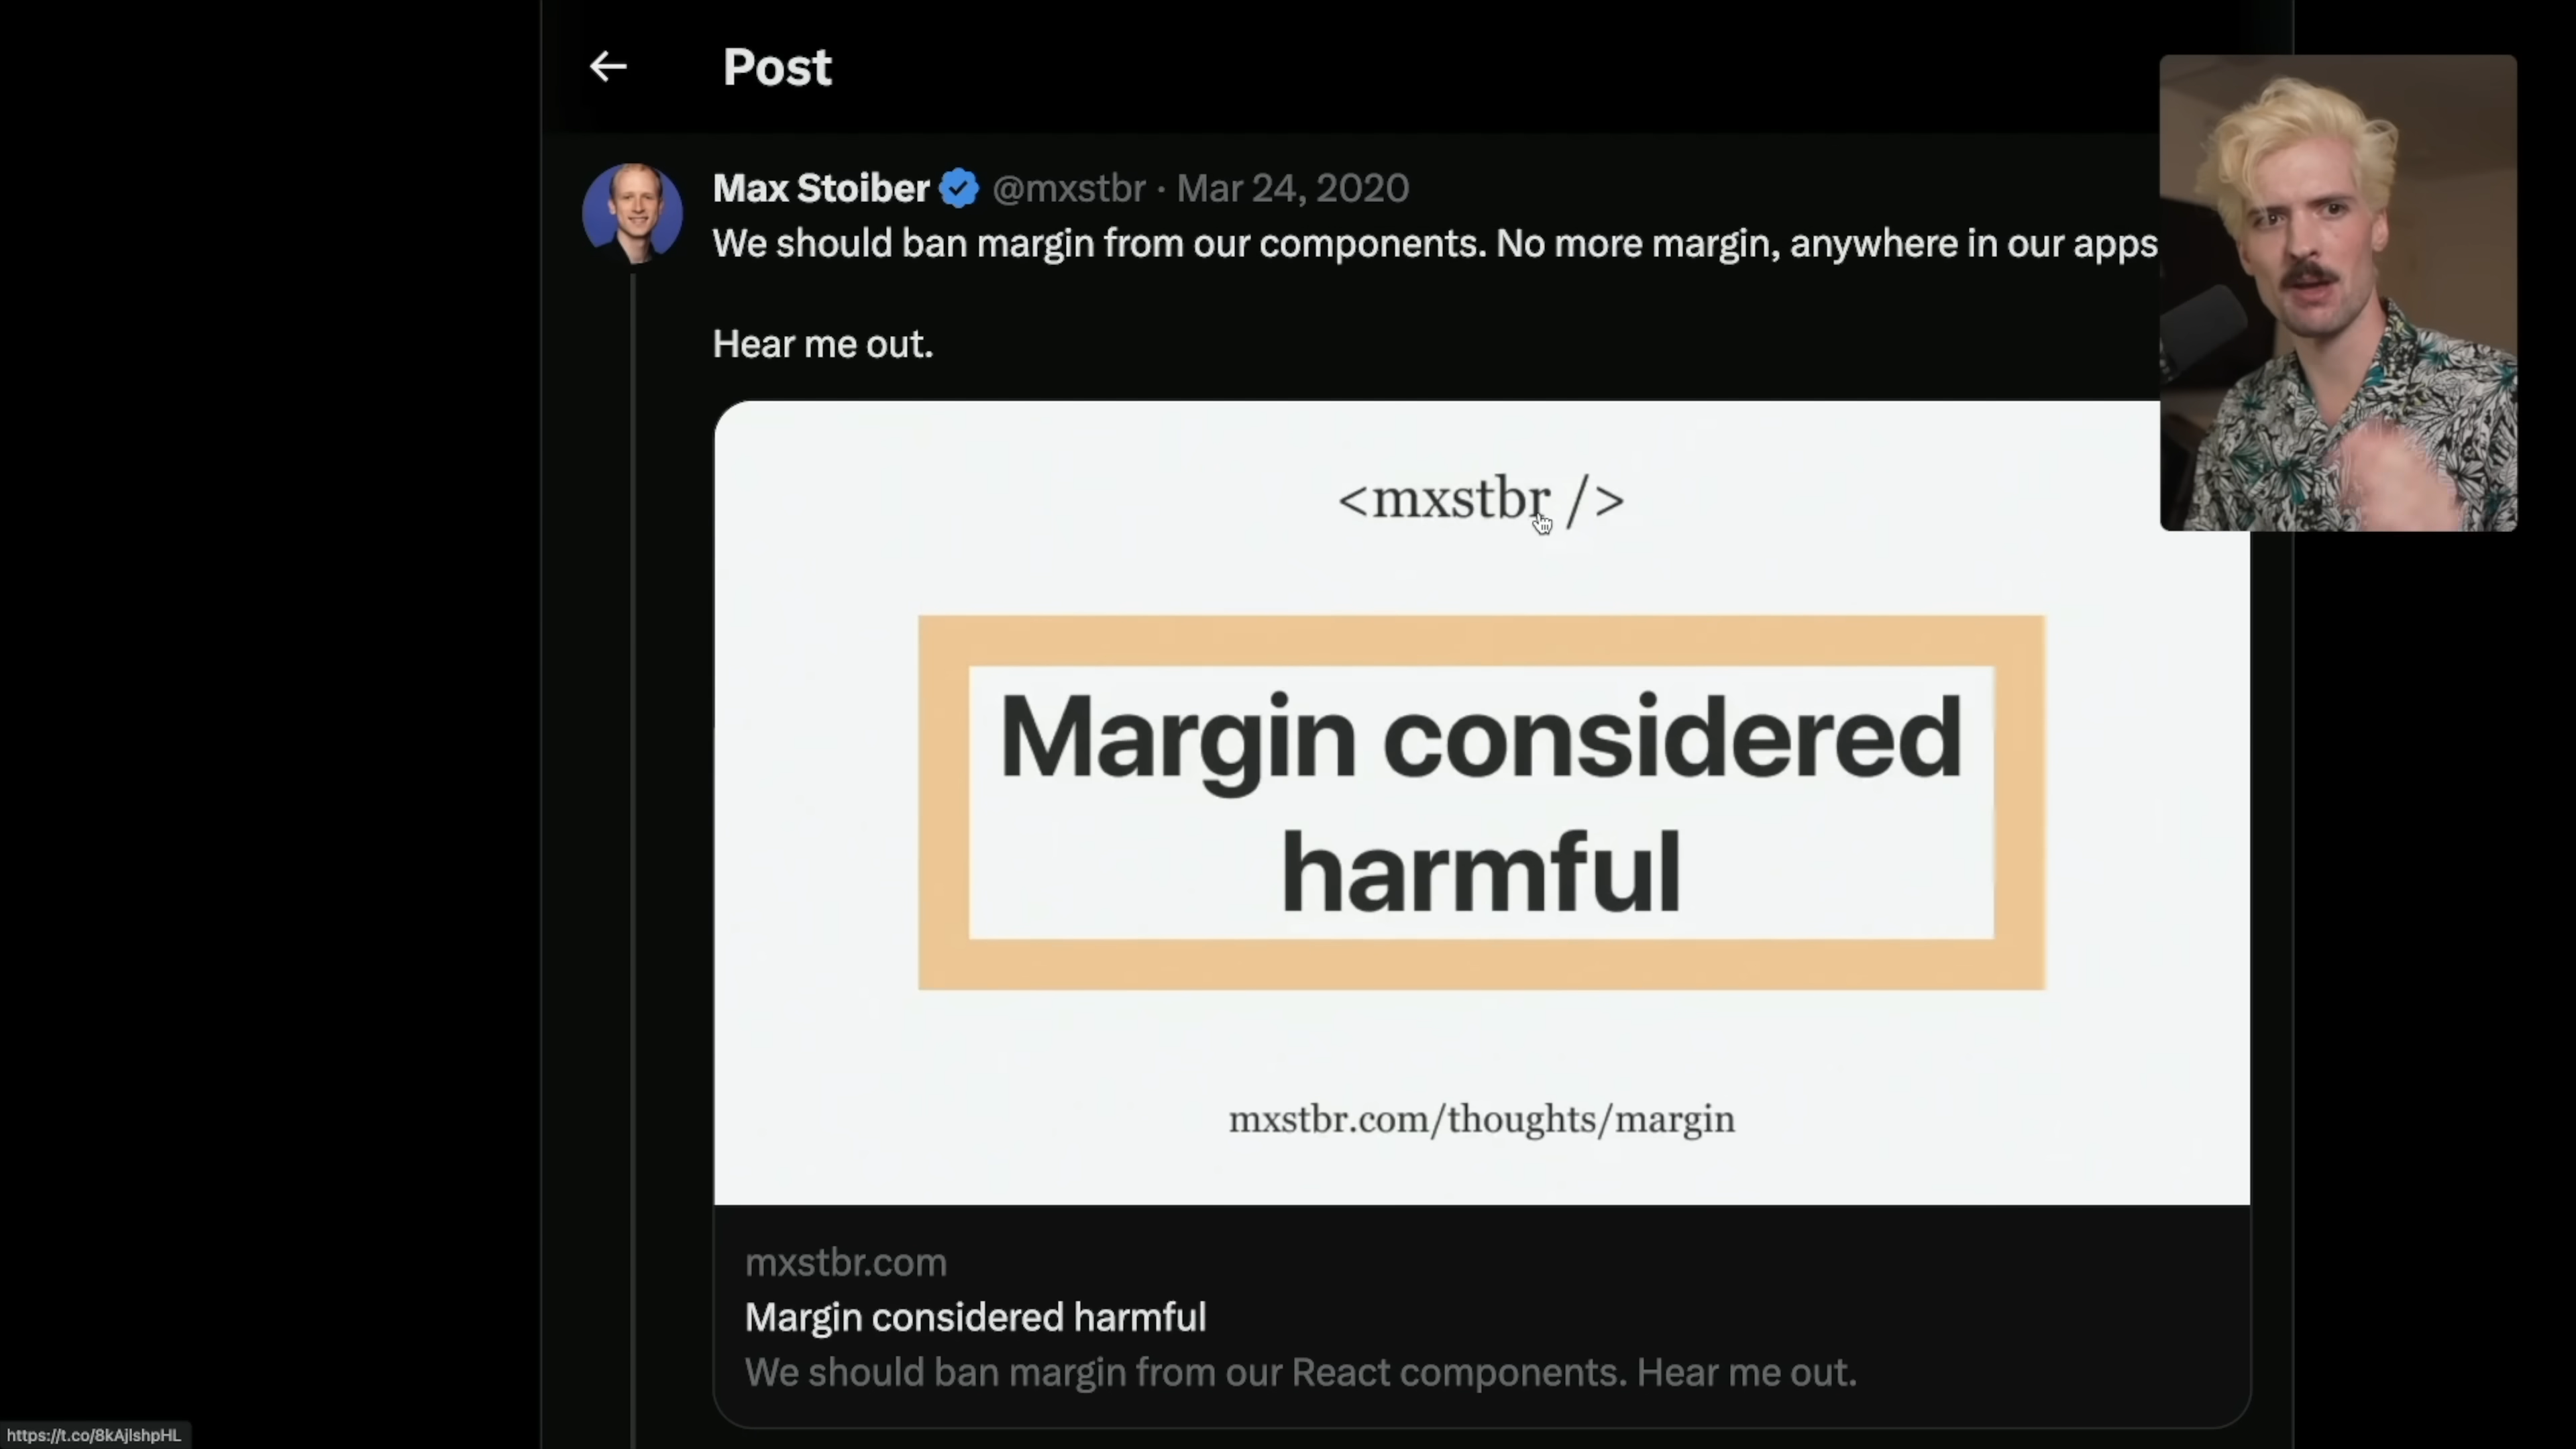 Post
Max Stoiber @mxstbr · Mar 24, 2020
We should ban margin from our components. No more margin, anywhere in our apps
Hear me out.
<mxstbr />
Margin considered
harmful
mxstbr.com/thoughts/margin
mxstbr.com
Margin considered harmful
We should ban margin from our React components. Hear me out.
https://t.co/8kAjlshpHL